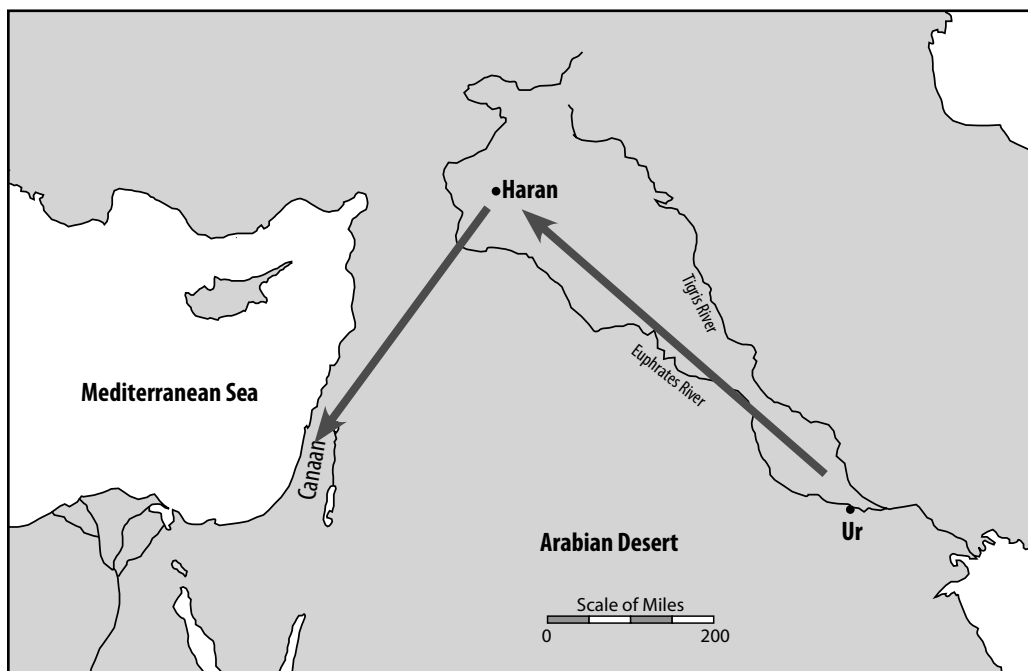 Haran
Tigris River
Euphrates River
Mediterranean Sea
Canaan
Ur
Arabian Desert
Scale of Miles
0 200